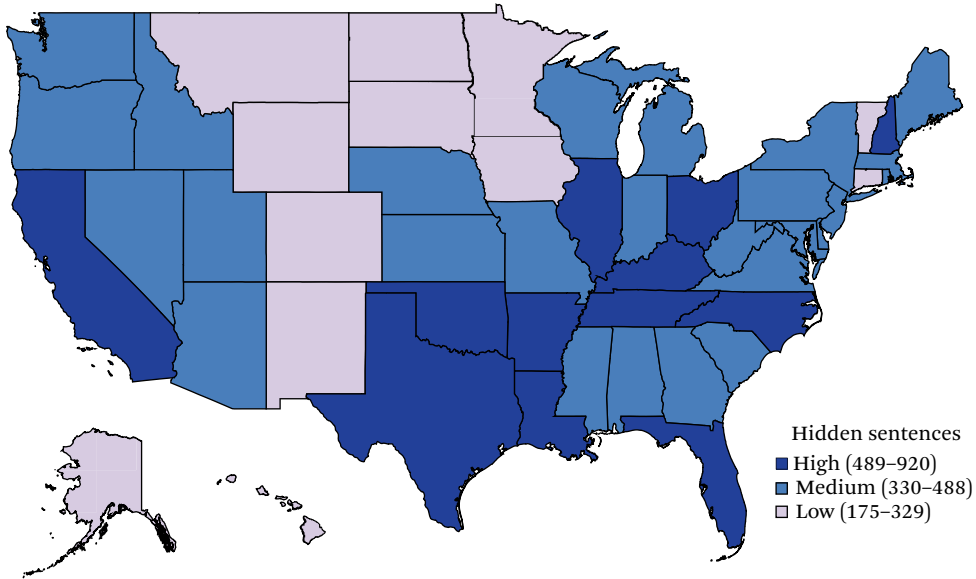 Hidden sentences
High (489–920)
Medium (330–488)
Low (175–329)